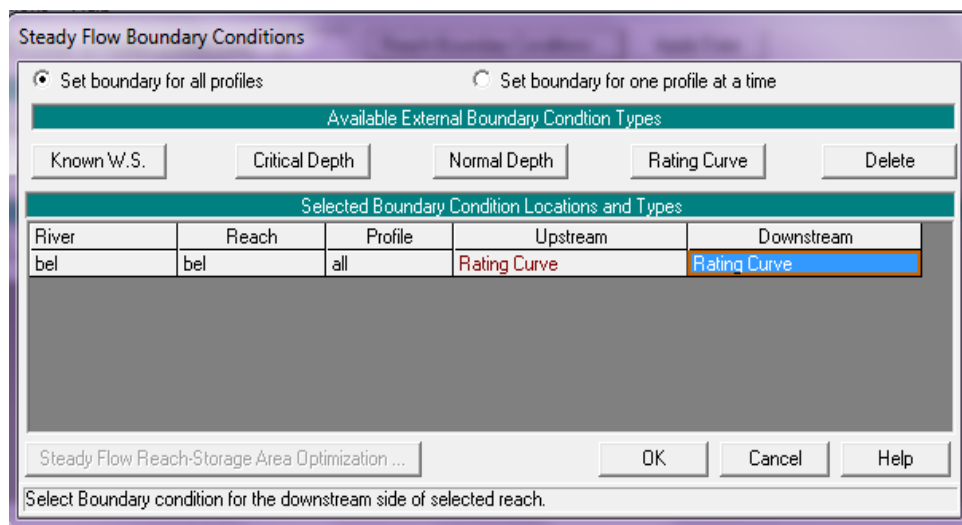 Steady Flow Boundary Conditions
Set boundary for all profiles Set boundary for one profile at a time
Available External Boundary Condtion Types
Known W.S. Critical Depth Normal Depth Rating Curve Delete
Selected Boundary Condition Locations and Types
River Reach Profile Upstream Downstream
bel bel all Rating Curve Rating Curve
Steady Flow Reach-Storage Area Optimization ... OK Cancel Help
Select Boundary condition for the downstream side of selected reach.